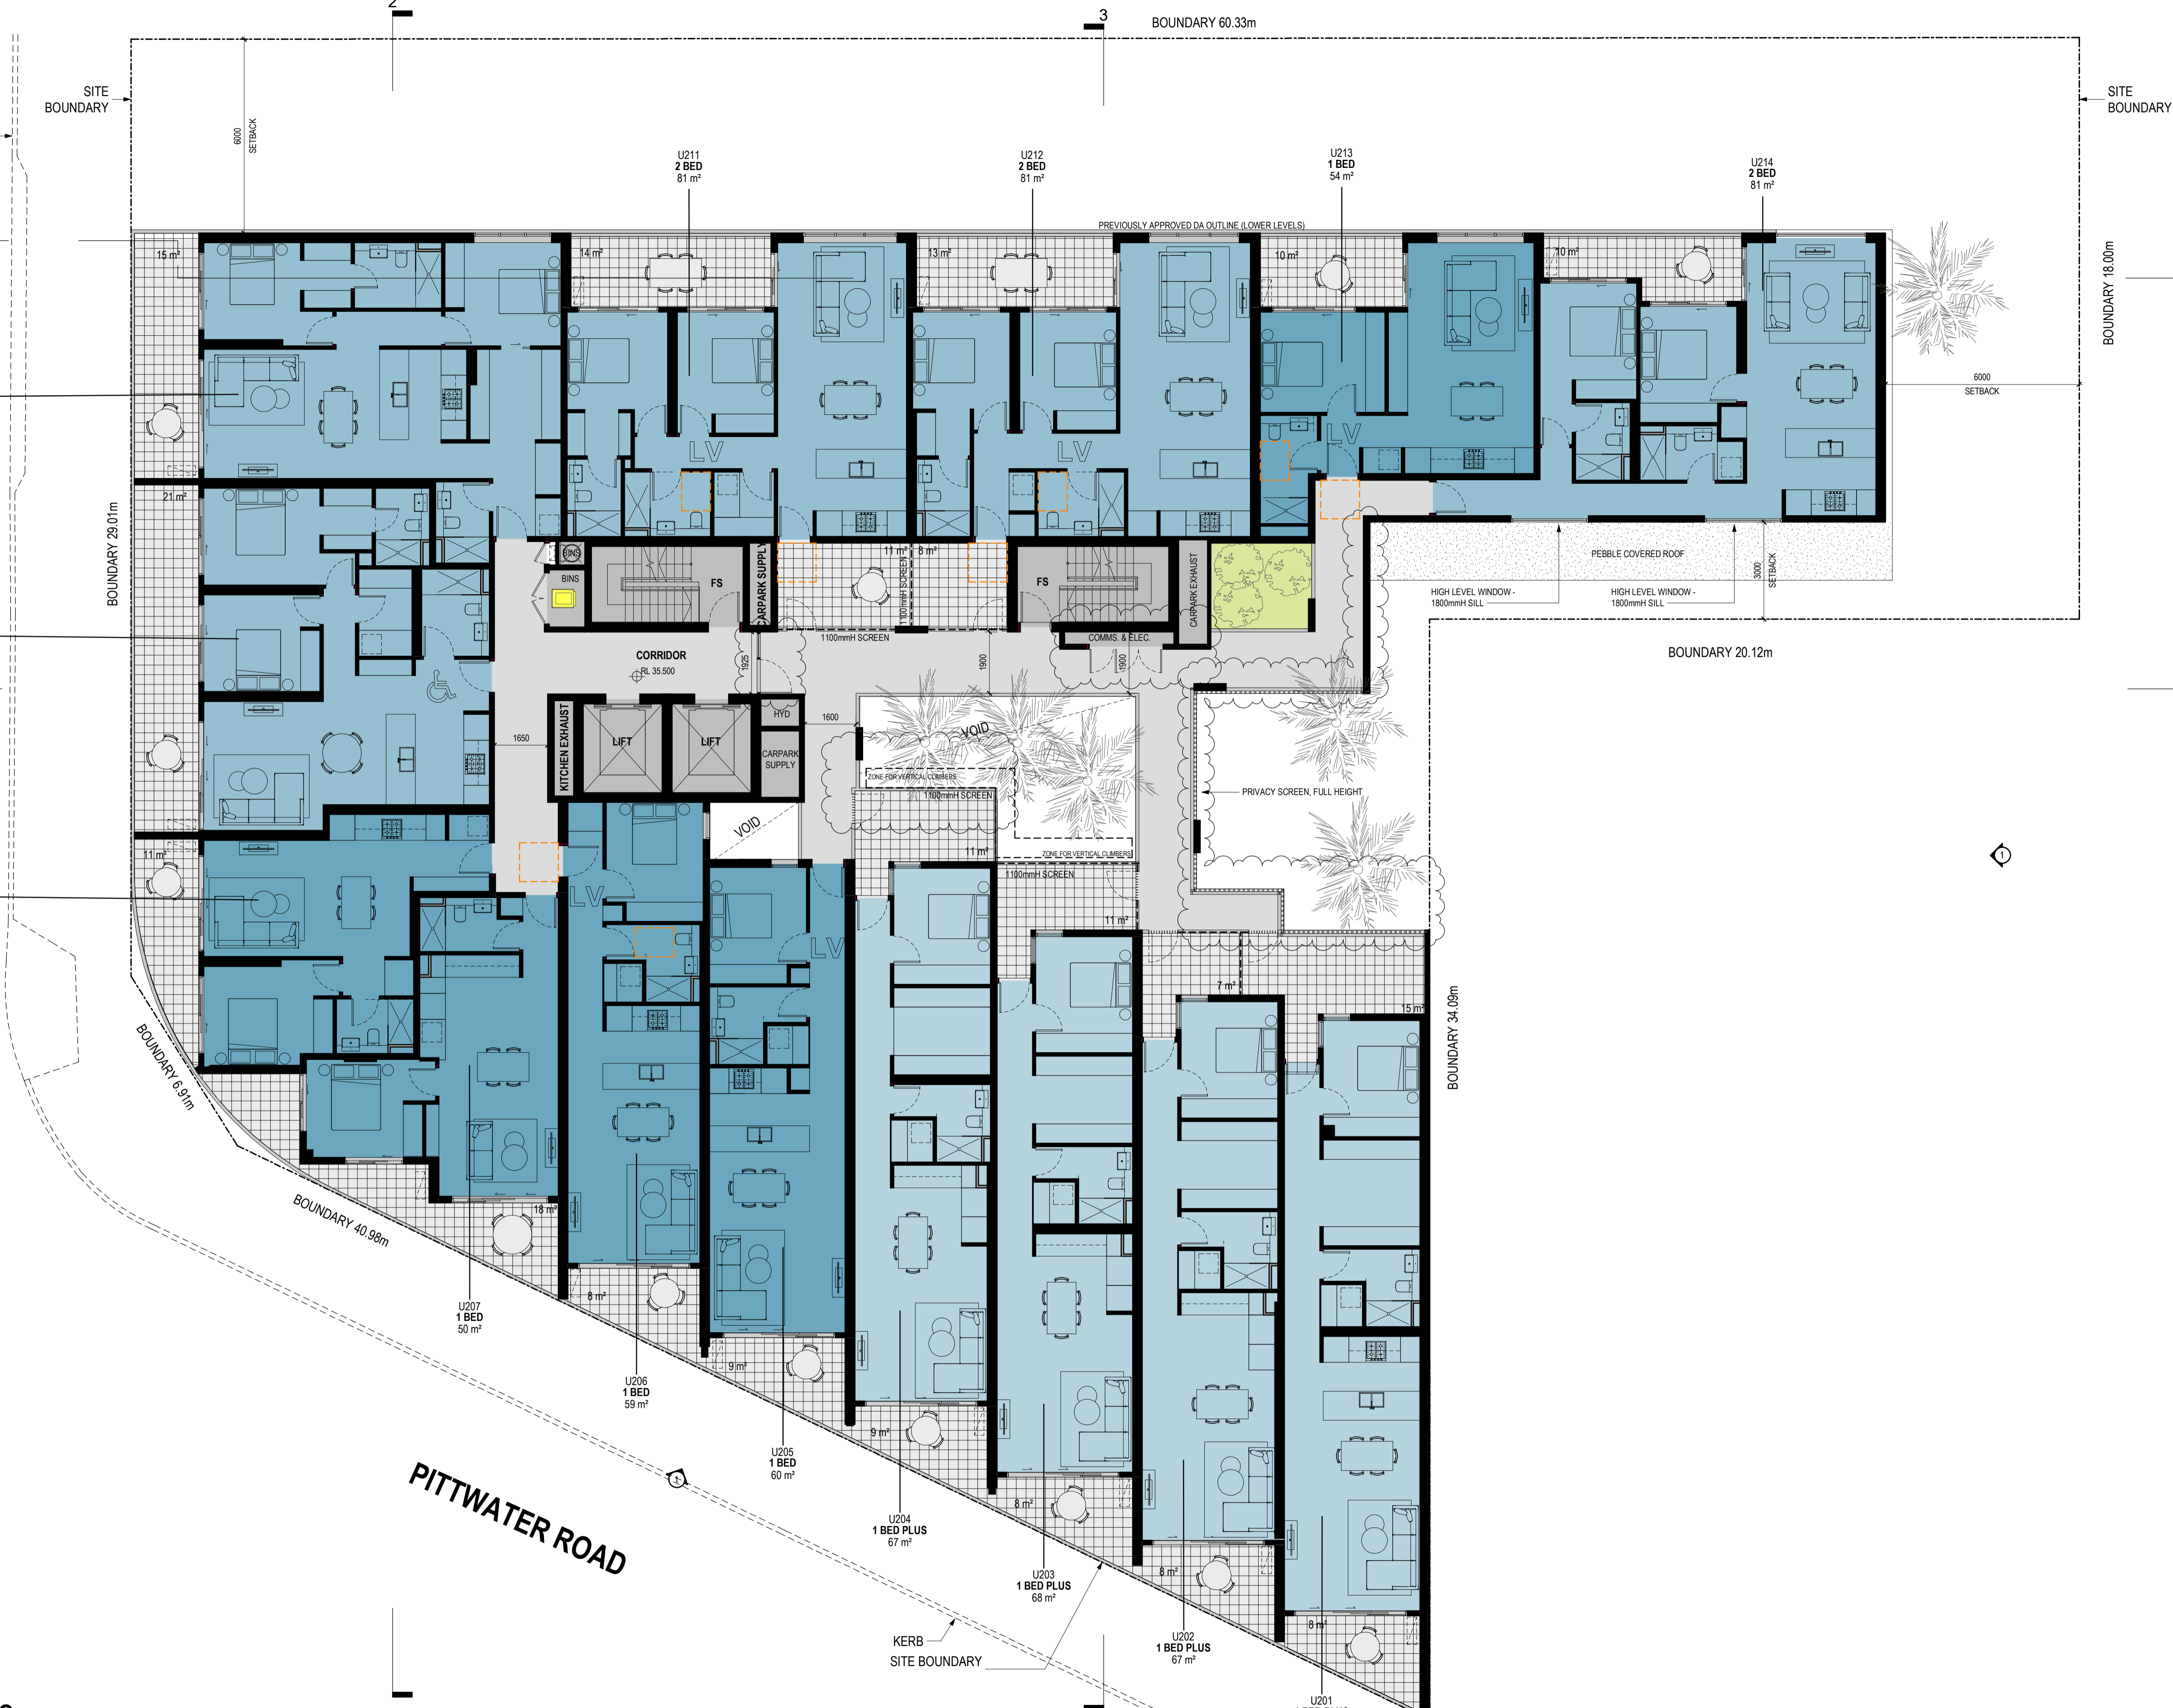 2
3
BOUNDARY 60.33m
SITE
BOUNDARY
SITE
BOUNDARY
6000
SETBACK
U211
2 BED
81 m²
U212
2 BED
81 m²
U213
1 BED
54 m²
U214
2 BED
81 m²
PREVIOUSLY APPROVED DA OUTLINE (LOWER LEVELS)
15 m²
14 m²
13 m²
10 m²
10 m²
BOUNDARY 18.00m
6000
SETBACK
LV
LV
LV
21 m²
BOUNDARY 29.01m
BINS
BINS
FS
CARPARK SUPPLY
11 m²
8 m²
1100mmH SCREEN
FS
CARPARK EXHAUST
PEBBLE COVERED ROOF
3000
SETBACK
HIGH LEVEL WINDOW -
1800mmH SILL
HIGH LEVEL WINDOW -
1800mmH SILL
1100mmH SCREEN
COMMS. & ELEC.
CORRIDOR
RL 35.500
1925
1900
1900
BOUNDARY 20.12m
KITCHEN EXHAUST
LIFT
LIFT
HYD
CARPARK
SUPPLY
1650
1600
VOID
ZONE FOR VERTICAL CLIMBERS
1100mmH SCREEN
PRIVACY SCREEN, FULL HEIGHT
VOID
11 m²
ZONE FOR VERTICAL CLIMBERS
11 m²
1
1100mmH SCREEN
LV
11 m²
LV
7 m²
15 m²
BOUNDARY 34.09m
BOUNDARY 6.91m
BOUNDARY 40.98m
18 m²
U207
1 BED
50 m²
8 m²
U206
1 BED
59 m²
9 m²
U205
1 BED
60 m²
9 m²
U204
1 BED PLUS
67 m²
8 m²
U203
1 BED PLUS
68 m²
8 m²
U202
1 BED PLUS
67 m²
8 m²
U201
1
PITTWATER ROAD
KERB
SITE BOUNDARY